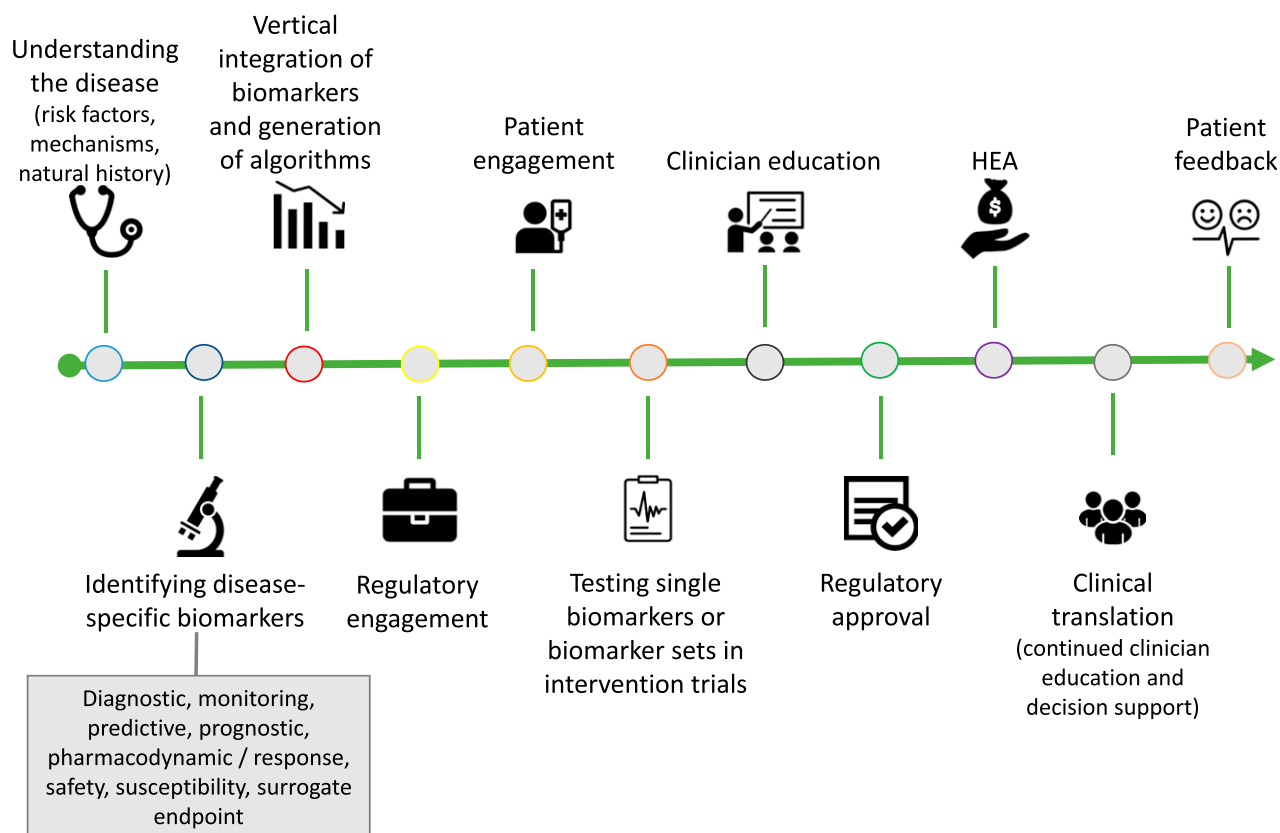 Understanding
the disease
(risk factors,
mechanisms,
natural history)
Vertical
integration of
biomarkers
and generation
of algorithms
Patient
engagement
Clinician education
HEA
$
Patient
feedback
Identifying disease-
specific biomarkers
Diagnostic, monitoring,
predictive, prognostic,
pharmacodynamic / response,
safety, susceptibility, surrogate
endpoint
Regulatory
engagement
Testing single
biomarkers or
biomarker sets in
intervention trials
Regulatory
approval
Clinical
translation
(continued clinician
education and
decision support)